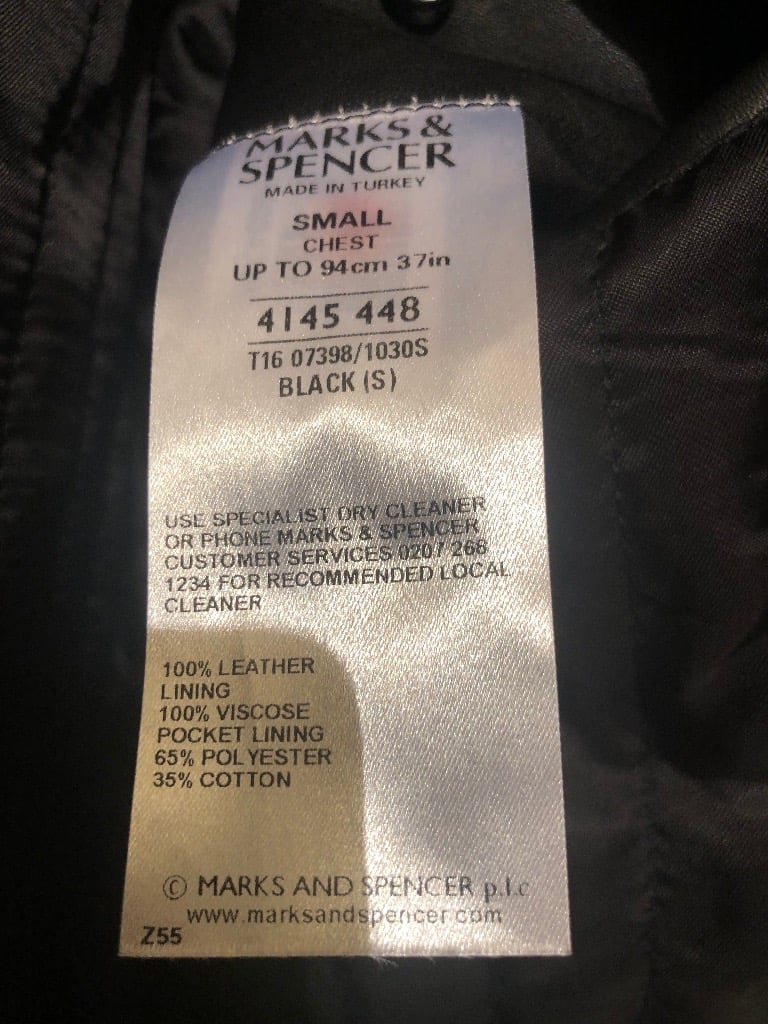 MARKS &
SPENCER
MADE IN TURKEY
SMALL
CHEST
UP TO 94cm 37in
4145 448
T16 07398/1030S
BLACK (S)
USE SPECIALIST DRY CLEANER
OR PHONE MARKS & SPENCER
CUSTOMER SERVICES 0207 268
1234 FOR RECOMMENDED LOCAL
CLEANER
100% LEATHER
LINING
100% VISCOSE
POCKET LINING
65% POLYESTER
35% COTTON
© MARKS AND SPENCER p.l.c
www.marksandspencer.com
Z55